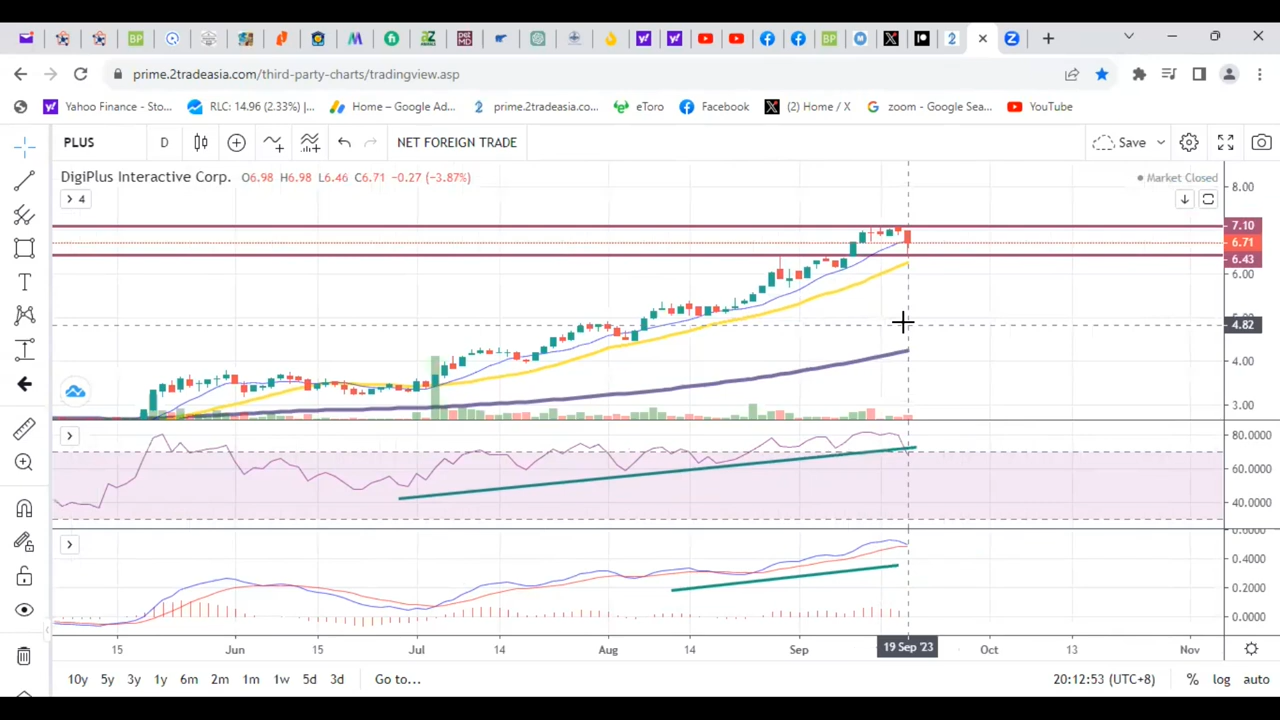 prime.2tradeasia.com/third-party-charts/tradingview.asp
Yahoo Finance - Sto...
RLC: 14.96 (2.33%) |...
Home – Google Ad...
prime.2tradeasia.co...
eToro
Facebook
(2) Home / X
zoom - Google Sea...
YouTube
PLUS
D
NET FOREIGN TRADE
Save
DigiPlus Interactive Corp. O6.98 H6.98 L6.46 C6.71 -0.27 (-3.87%)
Market Closed
4
8.00
7.10
6.71
6.43
6.00
4.82
4.00
3.00
80.0000
60.0000
40.0000
0.4000
0.2000
0.0000
15 Jun 15 Jul 14 Aug 14 Sep 19 Sep '23 Oct 13 Nov
10y 5y 3y 1y 6m 2m 1m 1w 5d 3d Go to... 20:12:53 (UTC+8) % log auto